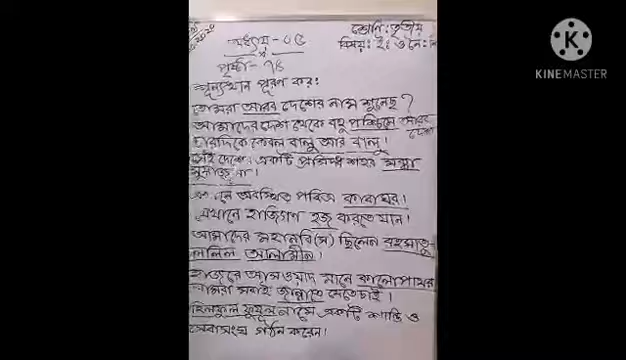 অধ্যায় - ০৫
শ্রেণি: তৃতীয়
বিষয়: ই: ও নৈ: শি
পৃষ্ঠা - ৭৪
শূন্যস্থান পূরণ কর:
তোমরা আরব দেশের নাম শুনেছ?
আমাদের দেশ থেকে বহু পশ্চিমে আরব দেশ
চারদিকে কেবল বালু আর বালু।
সেই দেশের একটি প্রসিদ্ধ শহর মক্কা
অবস্থিত পবিত্র কাবাঘর।
এখানে হাজিগণ হজ করতে যান।
আমাদের মহানবি (স) ছিলেন রহমাতু-
ললিল আলামীন।
হাজরে আসওয়াদ মানে কালোপাথর
আমরা সবাই জান্নাতে যেতে চাই।
হিলফুল ফুযূল নামে একটি শান্তি ও
সেবাসংঘ গঠন করেন।
KINEMASTER